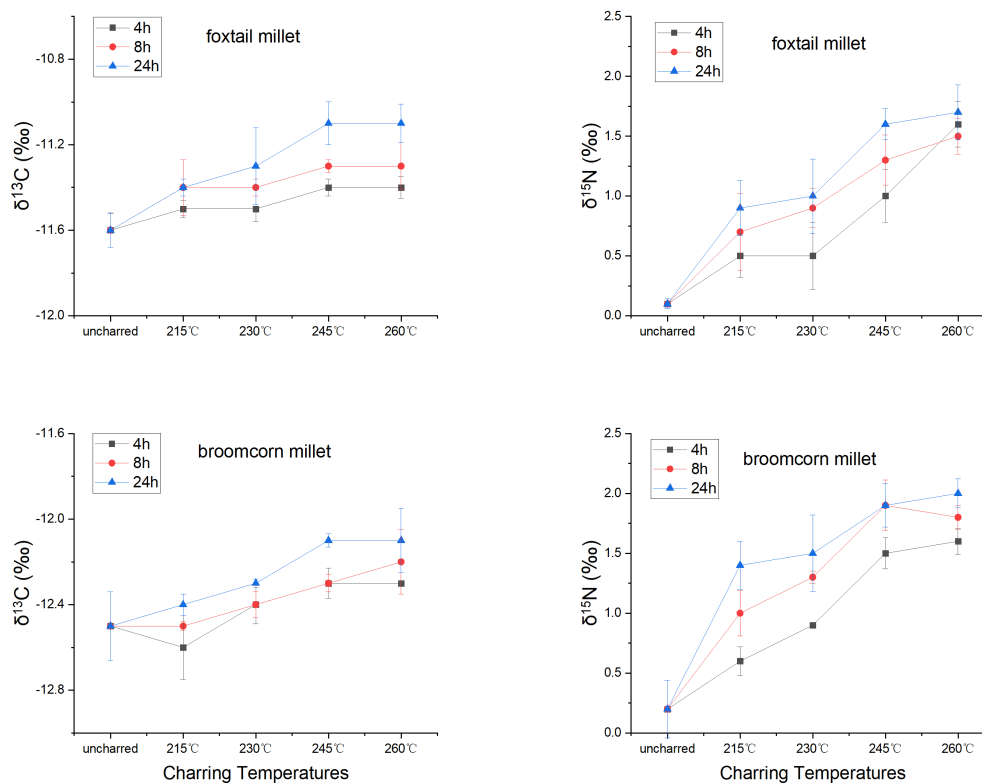 foxtail millet
4h
8h
24h
δ13C (‰)
-10.8
-11.2
-11.6
-12.0
uncharred 215℃ 230℃ 245℃ 260℃
foxtail millet
4h
8h
24h
δ15N (‰)
2.5
2.0
1.5
1.0
0.5
0.0
uncharred 215℃ 230℃ 245℃ 260℃
broomcorn millet
4h
8h
24h
δ13C (‰)
-11.6
-12.0
-12.4
-12.8
uncharred 215℃ 230℃ 245℃ 260℃
Charring Temperatures
broomcorn millet
4h
8h
24h
δ15N (‰)
2.5
2.0
1.5
1.0
0.5
0.0
uncharred 215℃ 230℃ 245℃ 260℃
Charring Temperatures